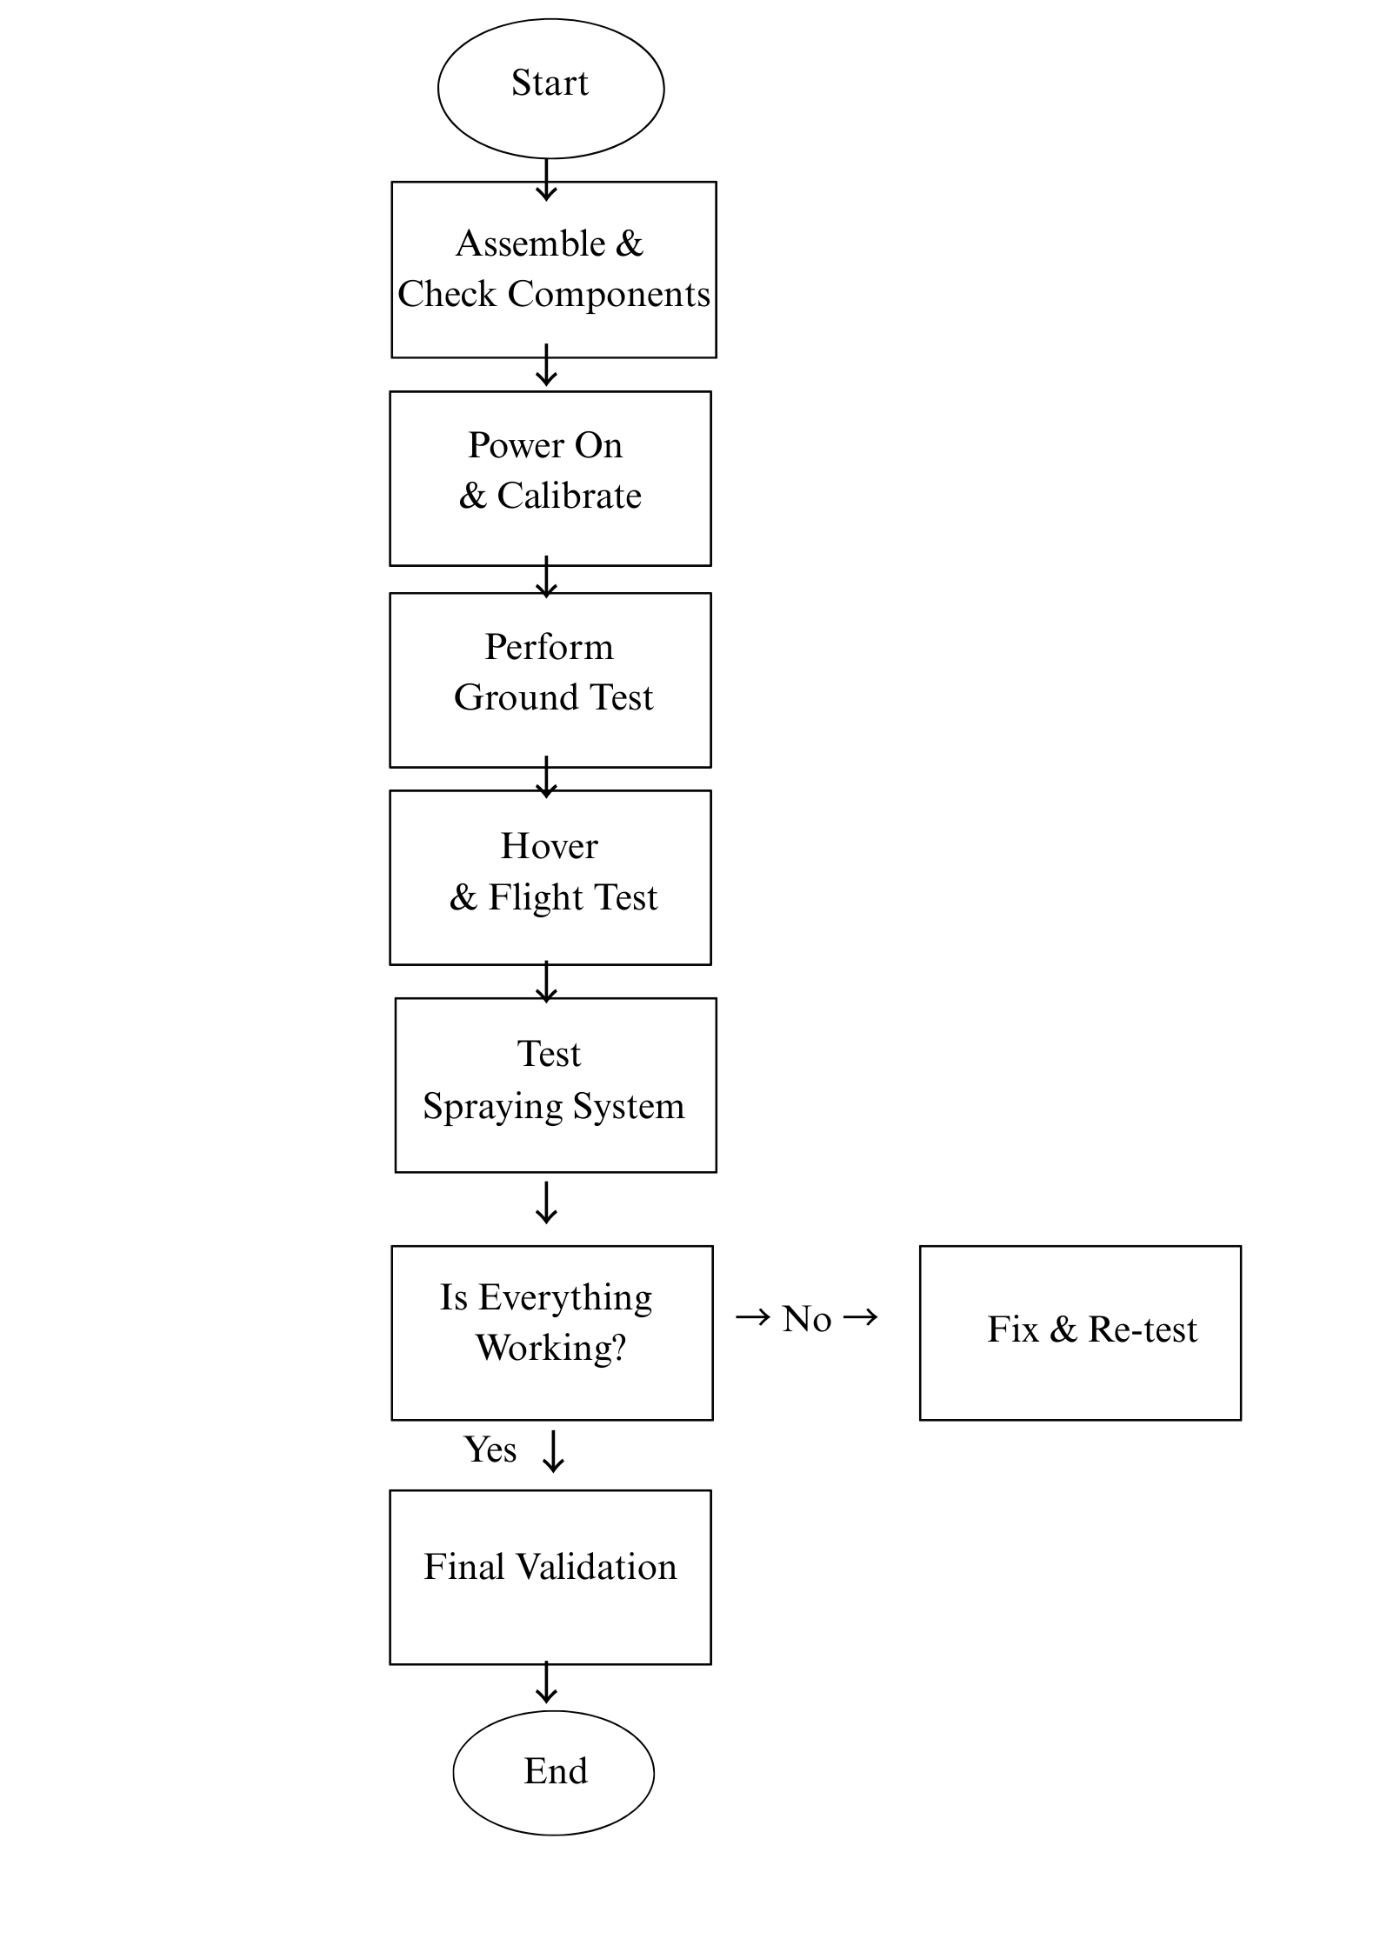 Start
Assemble &
Check Components
Power On
& Calibrate
Perform
Ground Test
Hover
& Flight Test
Test
Spraying System
Is Everything
Working?
→ No →
Fix & Re-test
Yes
Final Validation
End